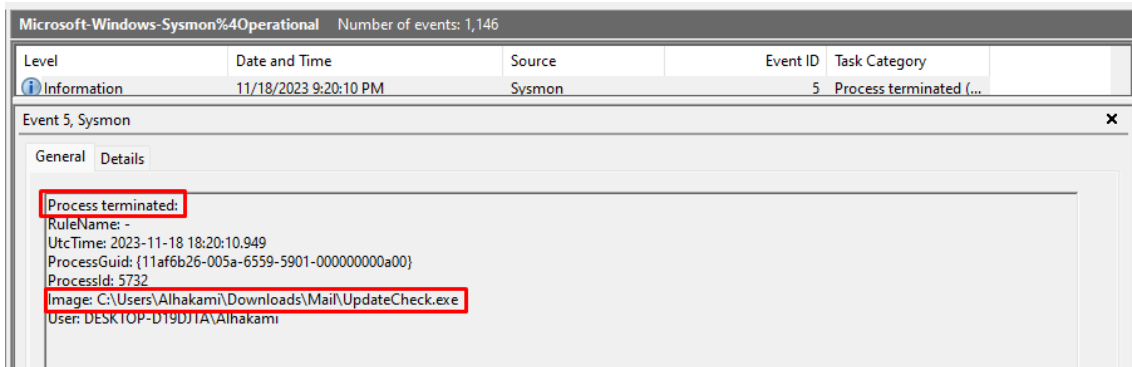 Microsoft-Windows-Sysmon%4Operational Number of events: 1,146
Level Date and Time Source Event ID Task Category
Information 11/18/2023 9:20:10 PM Sysmon 5 Process terminated (...
Event 5, Sysmon
General Details
Process terminated:
RuleName: -
UtcTime: 2023-11-18 18:20:10.949
ProcessGuid: {11af6b26-005a-6559-5901-000000000a00}
ProcessId: 5732
Image: C:\Users\Alhakami\Downloads\Mail\UpdateCheck.exe
User: DESKTOP-D19DJTA\Alhakami